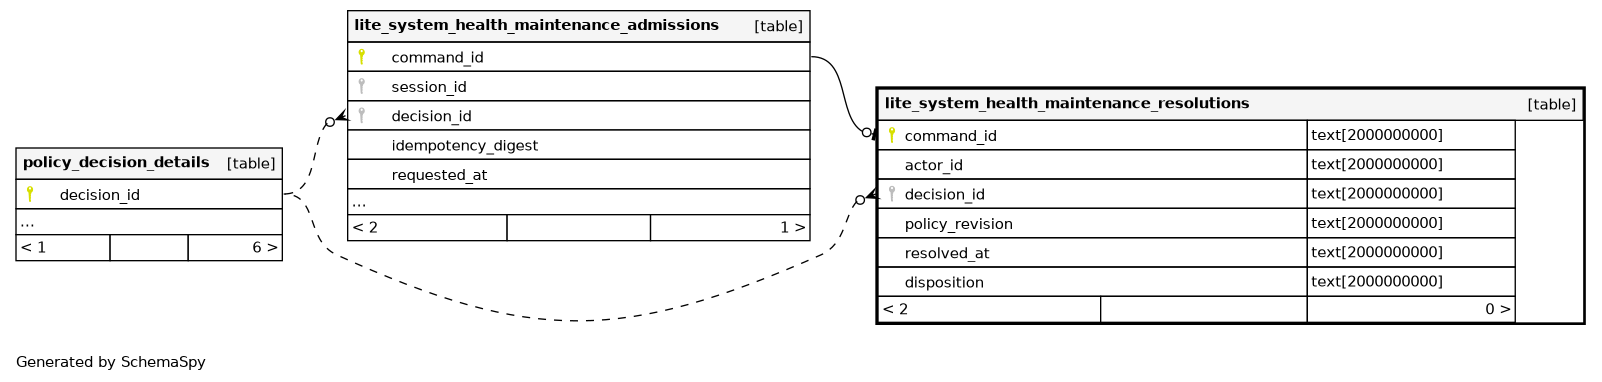 lite_system_health_maintenance_admissions [table]
command_id
session_id
decision_id
idempotency_digest
requested_at
...
< 2 1 >
policy_decision_details [table]
decision_id
...
< 1 6 >
lite_system_health_maintenance_resolutions [table]
command_id text[2000000000]
actor_id text[2000000000]
decision_id text[2000000000]
policy_revision text[2000000000]
resolved_at text[2000000000]
disposition text[2000000000]
< 2 0 >
Generated by SchemaSpy